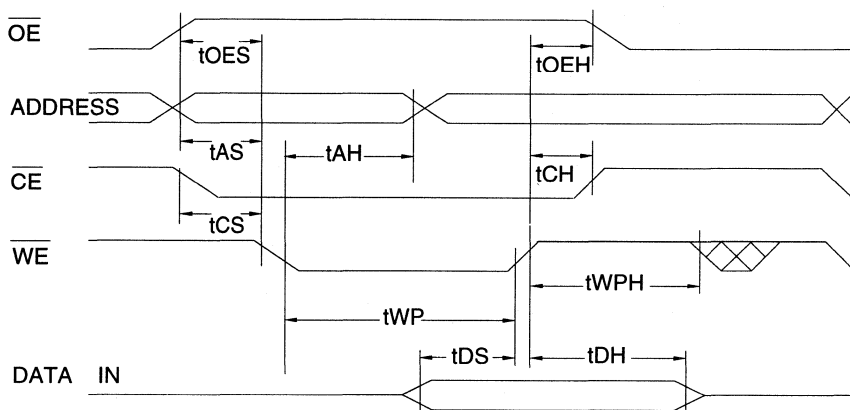 OE
tOES
tOEH
ADDRESS
tAS
tAH
tCH
CE
tCS
WE
tWPH
tWP
tDS
tDH
DATA IN